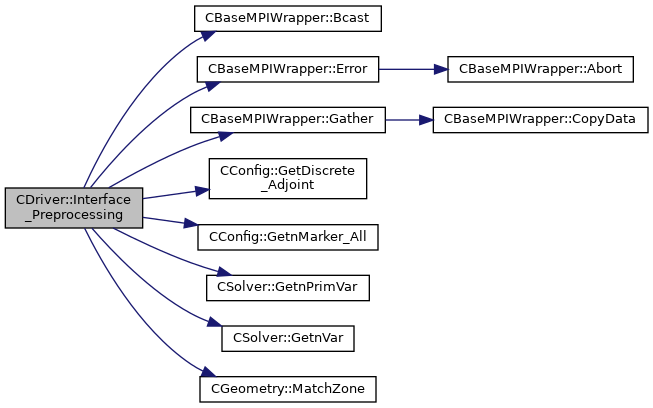 CBaseMPIWrapper::Bcast
CBaseMPIWrapper::Error
CBaseMPIWrapper::Abort
CBaseMPIWrapper::Gather
CBaseMPIWrapper::CopyData
CConfig::GetDiscrete
_Adjoint
CDriver::Interface
_Preprocessing
CConfig::GetnMarker_All
CSolver::GetnPrimVar
CSolver::GetnVar
CGeometry::MatchZone